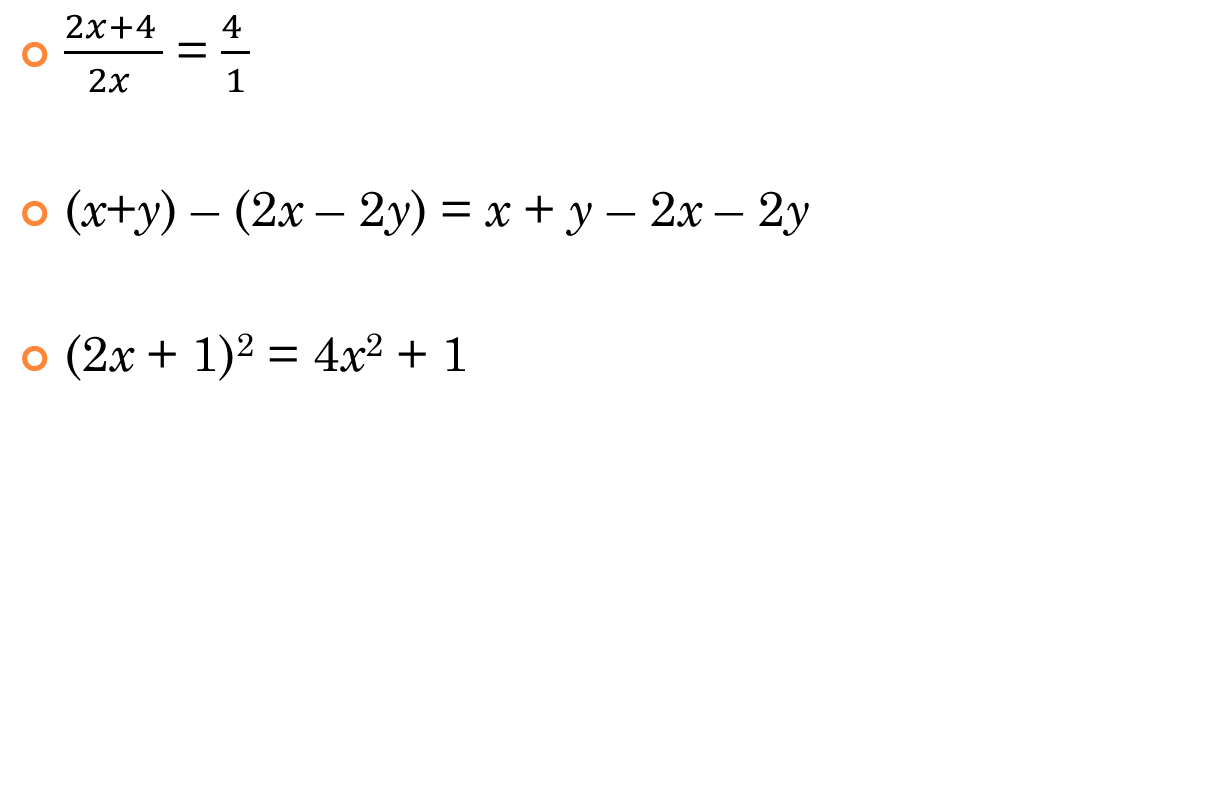 (2x+4)/(2x) = 4/1
(x+y) – (2x – 2y) = x + y – 2x – 2y
(2x + 1)² = 4x² + 1